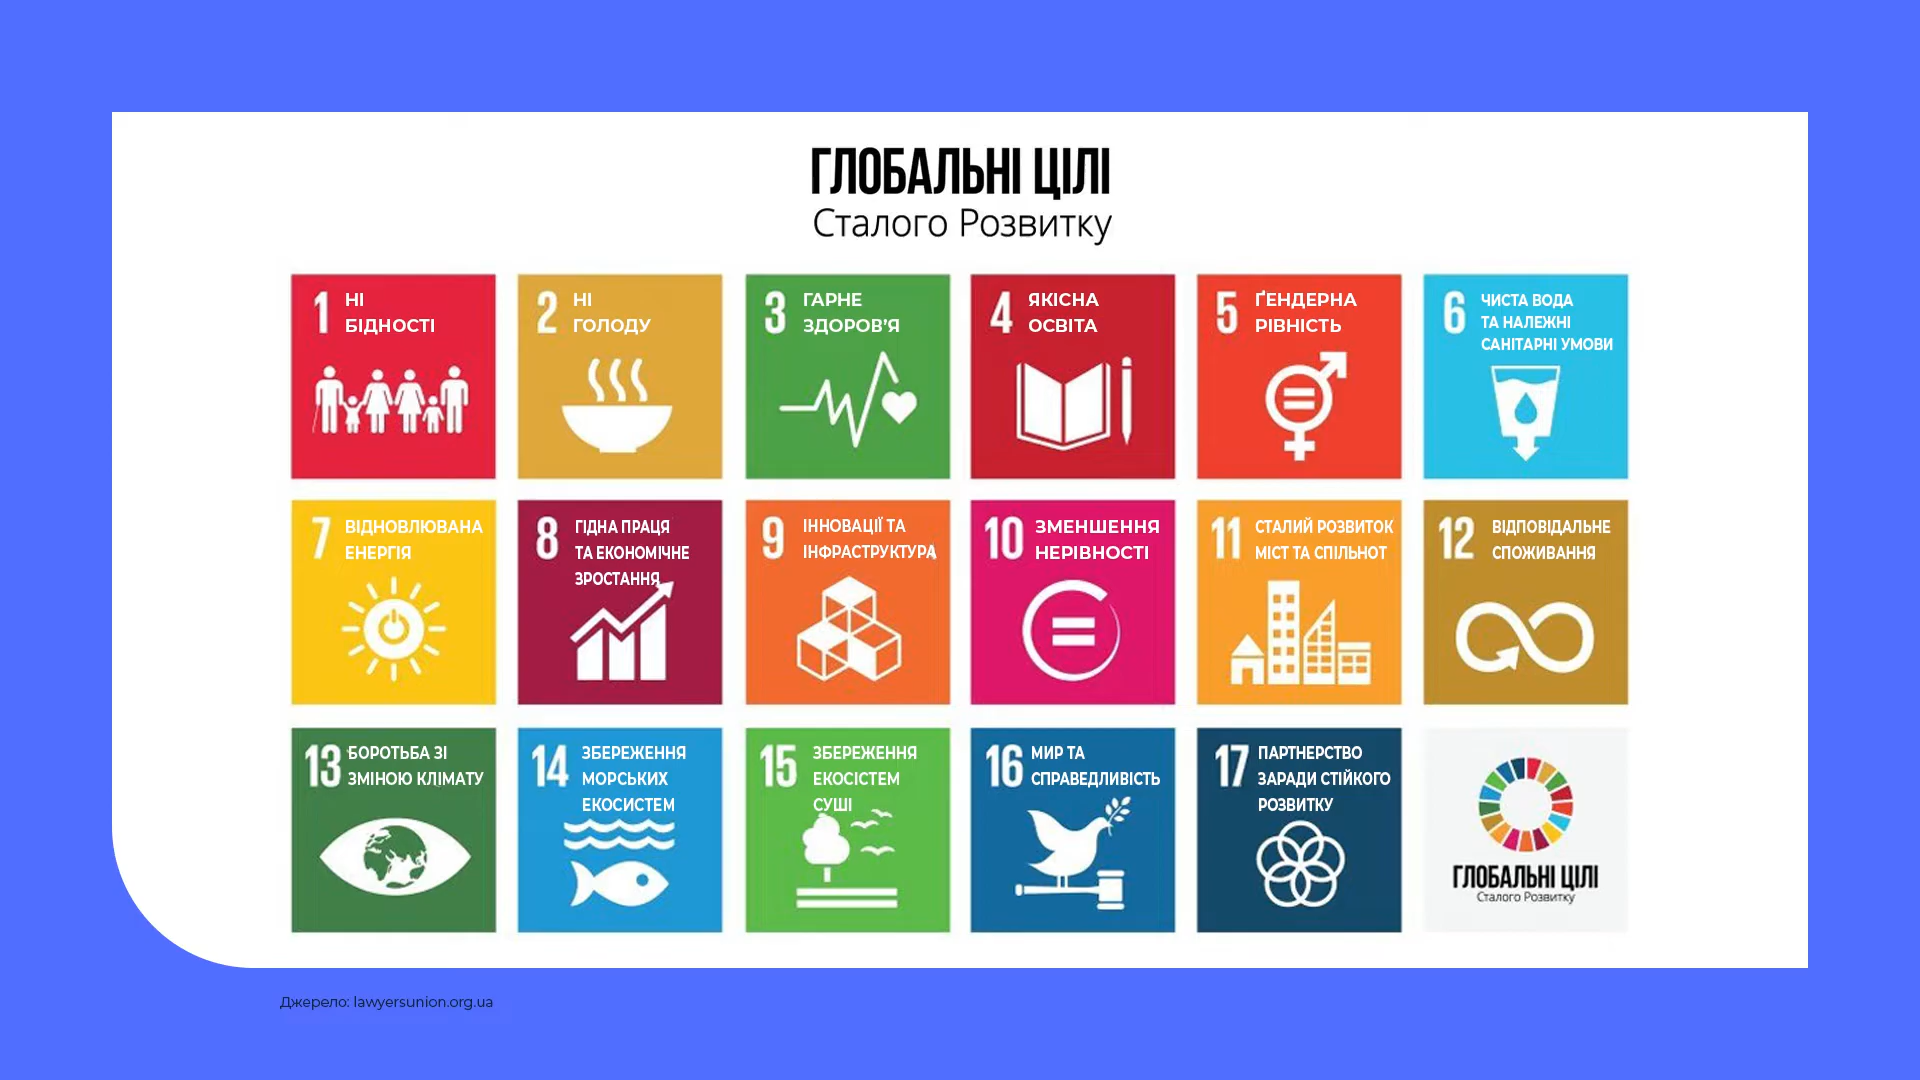 ГЛОБАЛЬНІ ЦІЛІ
Сталого Розвитку
1 НІ
БІДНОСТІ
2 НІ
ГОЛОДУ
3 ГАРНЕ
ЗДОРОВ'Я
4 ЯКІСНА
ОСВІТА
5 ҐЕНДЕРНА
РІВНІСТЬ
6 ЧИСТА ВОДА
ТА НАЛЕЖНІ
САНІТАРНІ УМОВИ
7 ВІДНОВЛЮВАНА
ЕНЕРГІЯ
8 ГІДНА ПРАЦЯ
ТА ЕКОНОМІЧНЕ
ЗРОСТАННЯ
9 ІННОВАЦІЇ ТА
ІНФРАСТРУКТУРА
10 ЗМЕНШЕННЯ
НЕРІВНОСТІ
11 СТАЛИЙ РОЗВИТОК
МІСТ ТА СПІЛЬНОТ
12 ВІДПОВІДАЛЬНЕ
СПОЖИВАННЯ
13 БОРОТЬБА ЗІ
ЗМІНОЮ КЛІМАТУ
14 ЗБЕРЕЖЕННЯ
МОРСЬКИХ
ЕКОСИСТЕМ
15 ЗБЕРЕЖЕННЯ
ЕКОСІСТЕМ
СУШІ
16 МИР ТА
СПРАВЕДЛИВІСТЬ
17 ПАРТНЕРСТВО
ЗАРАДИ СТІЙКОГО
РОЗВИТКУ
ГЛОБАЛЬНІ ЦІЛІ
Сталого Розвитку
Джерело: lawyersunion.org.ua